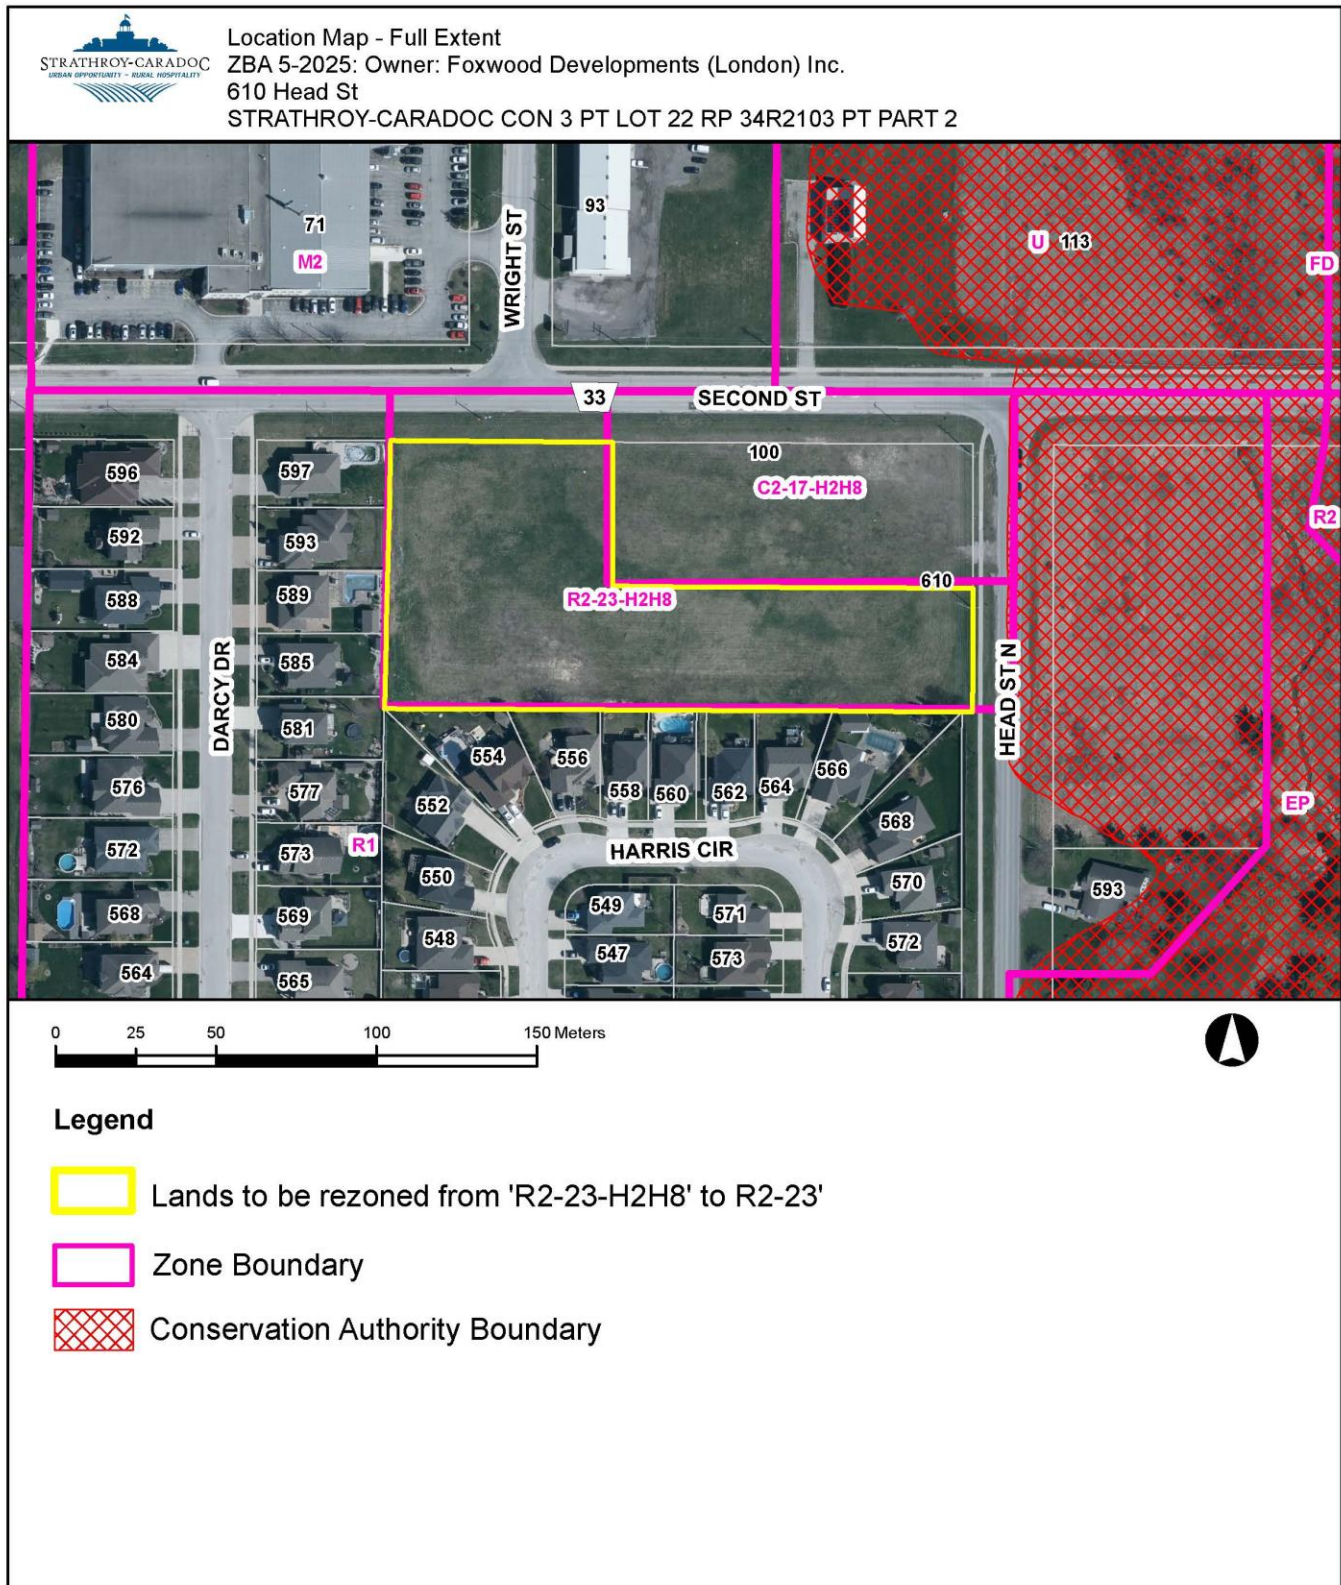 STRATHROY-CARADOC
URBAN OPPORTUNITY - RURAL HOSPITALITY
Location Map - Full Extent
ZBA 5-2025: Owner: Foxwood Developments (London) Inc.
610 Head St
STRATHROY-CARADOC CON 3 PT LOT 22 RP 34R2103 PT PART 2
71
M2
WRIGHT ST
93
U
113
FD
33
SECOND ST
100
C2-17-H2H8
596
597
592
593
588
589
R2
610
R2-23-H2H8
584
585
DARCY DR
HEAD ST N
580
581
576
577
554
556
558
560
562
564
566
552
568
EP
572
573
R1
HARRIS CIR
550
570
593
568
569
549
571
548
547
573
572
564
565
0 25 50 100 150 Meters
Legend
Lands to be rezoned from 'R2-23-H2H8' to R2-23'
Zone Boundary
Conservation Authority Boundary